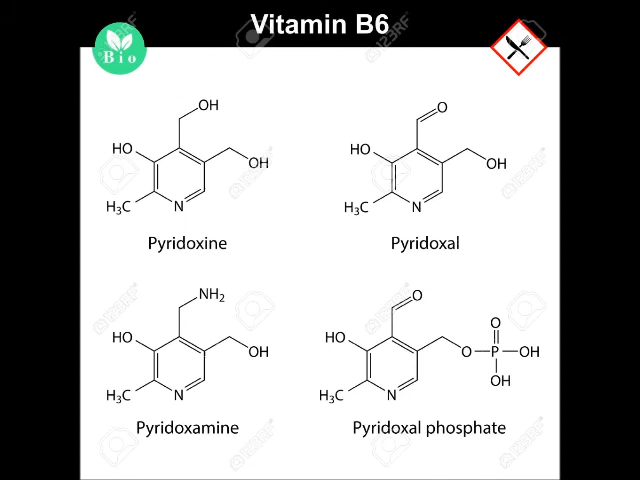 Vitamin B6
Bio
OH
HO
OH
H₃C
N
Pyridoxine
O
HO
OH
H₃C
N
Pyridoxal
NH₂
HO
OH
H₃C
N
Pyridoxamine
O
HO
O
O
P
OH
OH
H₃C
N
Pyridoxal phosphate
123RF